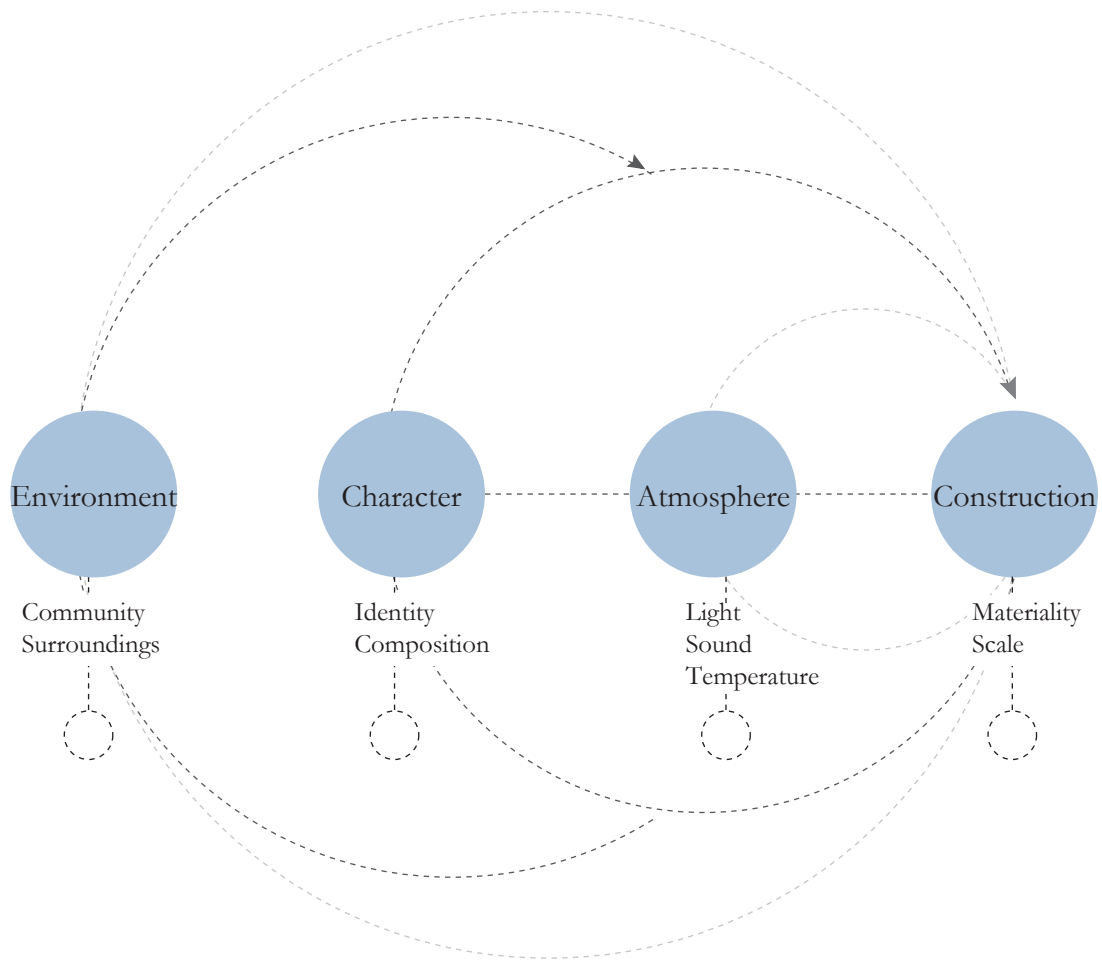 Environment
Character
Atmosphere
Construction
Community
Surroundings
Identity
Composition
Light
Sound
Temperature
Materiality
Scale